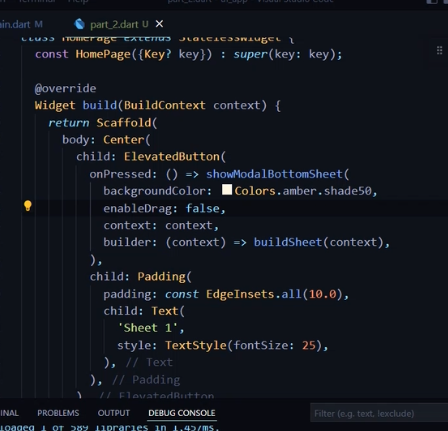 ain.dart M
part_2.dart U ×
class HomePage extends StatelessWidget {
const HomePage({Key? key}) : super(key: key);
@override
Widget build(BuildContext context) {
return Scaffold(
body: Center(
child: ElevatedButton(
onPressed: () => showModalBottomSheet(
backgroundColor: Colors.amber.shade50,
enableDrag: false,
context: context,
builder: (context) => buildSheet(context),
),
child: Padding(
padding: const EdgeInsets.all(10.0),
child: Text(
'Sheet 1',
style: TextStyle(fontSize: 25),
), // Text
), // Padding
), // ElevatedButton
INAL PROBLEMS OUTPUT DEBUG CONSOLE Filter (e.g. text, !exclude)
loaded 1 of 589 libraries in 1,457ms.